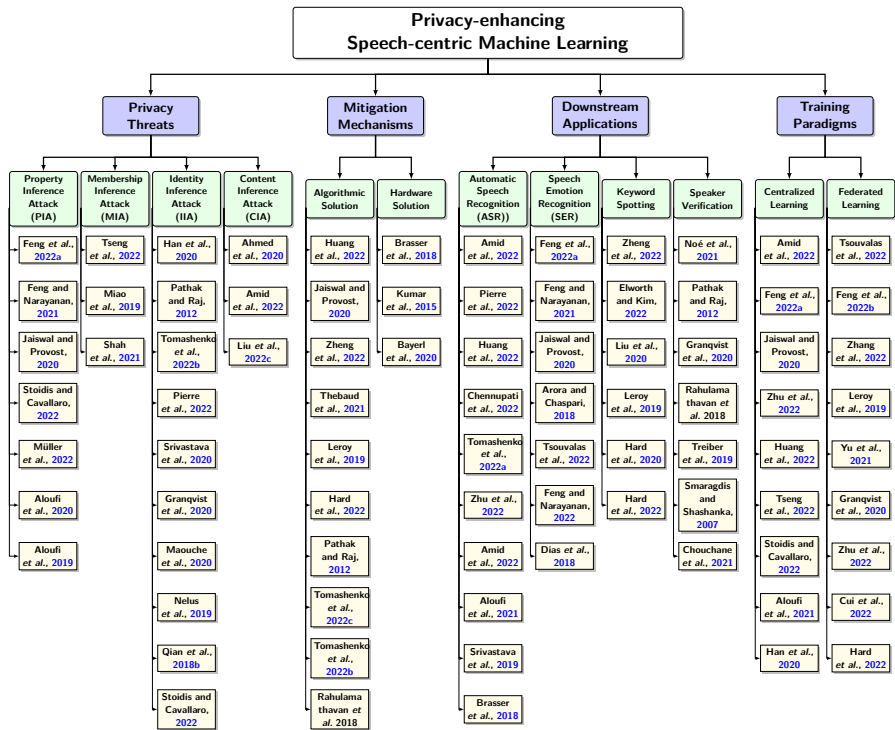 Privacy-enhancing
Speech-centric Machine Learning
Privacy
Threats
Mitigation
Mechanisms
Downstream
Applications
Training
Paradigms
Property
Inference
Attack
(PIA)
Membership
Inference
Attack
(MIA)
Identity
Inference
Attack
(IIA)
Content
Inference
Attack
(CIA)
Algorithmic
Solution
Hardware
Solution
Automatic
Speech
Recognition
(ASR))
Speech
Emotion
Recognition
(SER)
Keyword
Spotting
Speaker
Verification
Centralized
Learning
Federated
Learning
Feng et al.,
2022a
Feng and
Narayanan,
2021
Jaiswal and
Provost,
2020
Stoidis and
Cavallaro,
2022
Müller
et al., 2022
Aloufi
et al., 2020
Aloufi
et al., 2019
Tseng
et al., 2022
Miao
et al., 2019
Shah
et al., 2021
Han et al.,
2020
Pathak
and Raj,
2012
Tomashenko
et al.,
2022b
Pierre
et al., 2022
Srivastava
et al., 2020
Granqvist
et al., 2020
Maouche
et al., 2020
Nelus
et al., 2019
Qian et al.,
2018b
Stoidis and
Cavallaro,
2022
Ahmed
et al., 2020
Amid
et al., 2022
Liu et al.,
2022c
Huang
et al., 2022
Jaiswal and
Provost,
2020
Zheng
et al., 2022
Thebaud
et al., 2021
Leroy
et al., 2019
Hard
et al., 2022
Pathak
and Raj,
2012
Tomashenko
et al.,
2022c
Tomashenko
et al.,
2022b
Rahulama
thavan et
al. 2018
Brasser
et al., 2018
Kumar
et al., 2015
Bayerl
et al., 2020
Amid
et al., 2022
Pierre
et al., 2022
Huang
et al., 2022
Chennupati
et al., 2022
Tomashenko
et al.,
2022a
Zhu et al.,
2022
Amid
et al., 2022
Aloufi
et al., 2021
Srivastava
et al., 2019
Brasser
et al., 2018
Feng et al.,
2022a
Feng and
Narayanan,
2021
Jaiswal and
Provost,
2020
Arora and
Chaspari,
2018
Tsouvalas
et al., 2022
Feng and
Narayanan,
2022
Dias et al.,
2018
Zheng
et al., 2022
Elworth
and Kim,
2022
Liu et al.,
2020
Leroy
et al., 2019
Hard
et al., 2020
Hard
et al., 2022
Noé et al.,
2021
Pathak
and Raj,
2012
Granqvist
et al., 2020
Rahulama
thavan et
al. 2018
Treiber
et al., 2019
Smaragdis
and
Shashanka,
2007
Chouchane
et al., 2021
Amid
et al., 2022
Feng et al.,
2022a
Jaiswal and
Provost,
2020
Zhu et al.,
2022
Huang
et al., 2022
Tseng
et al., 2022
Stoidis and
Cavallaro,
2022
Aloufi
et al., 2021
Han et al.,
2020
Tsouvalas
et al., 2022
Feng et al.,
2022b
Zhang
et al., 2022
Leroy
et al., 2019
Yu et al.,
2021
Granqvist
et al., 2020
Zhu et al.,
2022
Cui et al.,
2022
Hard
et al., 2022